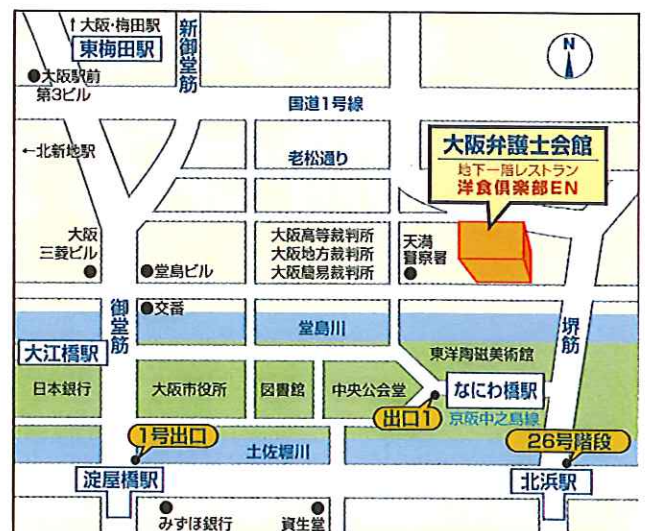 ↑大阪・梅田駅
東梅田駅
新御堂筋
N
大阪駅前
第3ビル
国道1号線
←北新地駅
老松通り
大阪弁護士会館
地下一階レストラン
洋食倶楽部EN
大阪
三菱ビル
堂島ビル
大阪高等裁判所
大阪地方裁判所
大阪簡易裁判所
天満
警察署
御堂筋
交番
堂島川
堺筋
大江橋駅
東洋陶磁美術館
日本銀行
大阪市役所
図書館
中央公会堂
なにわ橋駅
出口1
京阪中之島線
1号出口
土佐堀川
26号階段
淀屋橋駅
北浜駅
みずほ銀行
資生堂